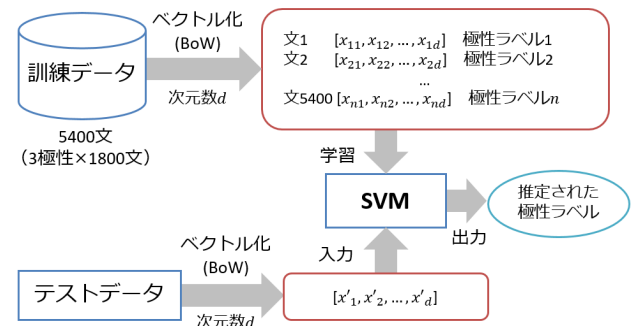 ベクトル化
(BoW)
訓練データ
次元数d
5400文
（3極性×1800文）
文1 [x₁₁, x₁₂, …, x₁d] 極性ラベル1
文2 [x₂₁, x₂₂, …, x₂d] 極性ラベル2
…
文5400 [xn1, xn2, …, xnd] 極性ラベルn
学習
SVM
推定された
極性ラベル
出力
入力
ベクトル化
(BoW)
テストデータ
次元数d
[x′₁, x′₂, …, x′d]